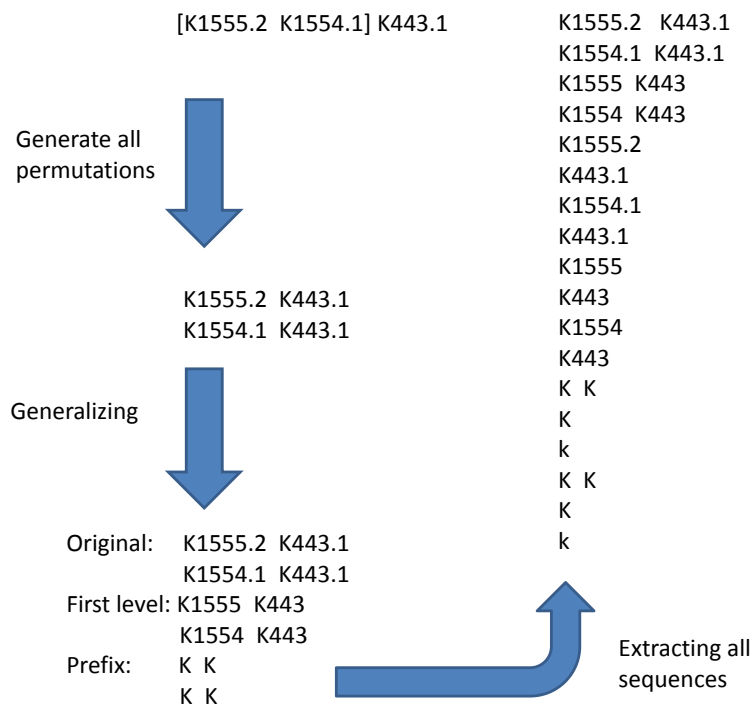 [K1555.2 K1554.1] K443.1
Generate all
permutations
K1555.2 K443.1
K1554.1 K443.1
Generalizing
Original: K1555.2 K443.1
K1554.1 K443.1
First level: K1555 K443
K1554 K443
Prefix: K K
K K
Extracting all
sequences
K1555.2 K443.1
K1554.1 K443.1
K1555 K443
K1554 K443
K1555.2
K443.1
K1554.1
K443.1
K1555
K443
K1554
K443
K K
K
k
K K
K
k